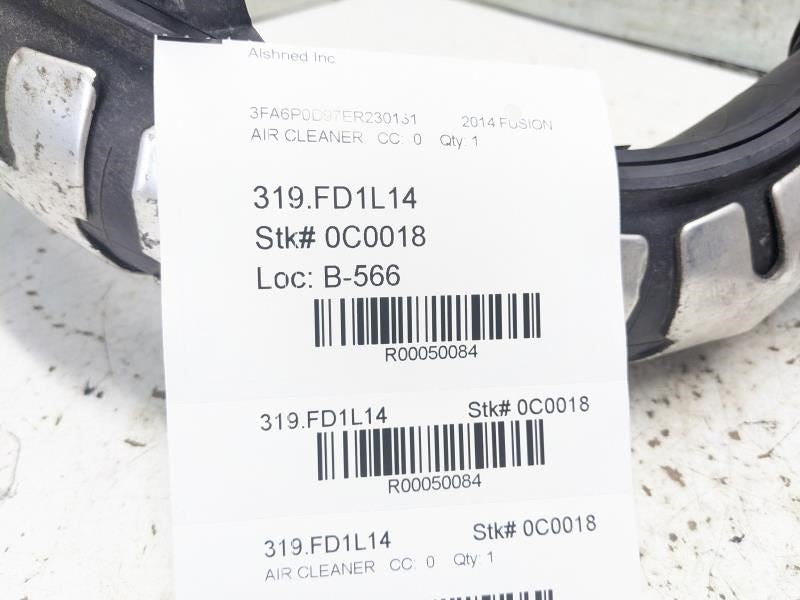 Alshned Inc
3FA6P0D97ER230151 2014 FUSION
AIR CLEANER CC: 0 Qty: 1
319.FD1L14
Stk# 0C0018
Loc: B-566
R00050084
319.FD1L14 Stk# 0C0018
R00050084
319.FD1L14 Stk# 0C0018
AIR CLEANER CC: 0 Qty: 1